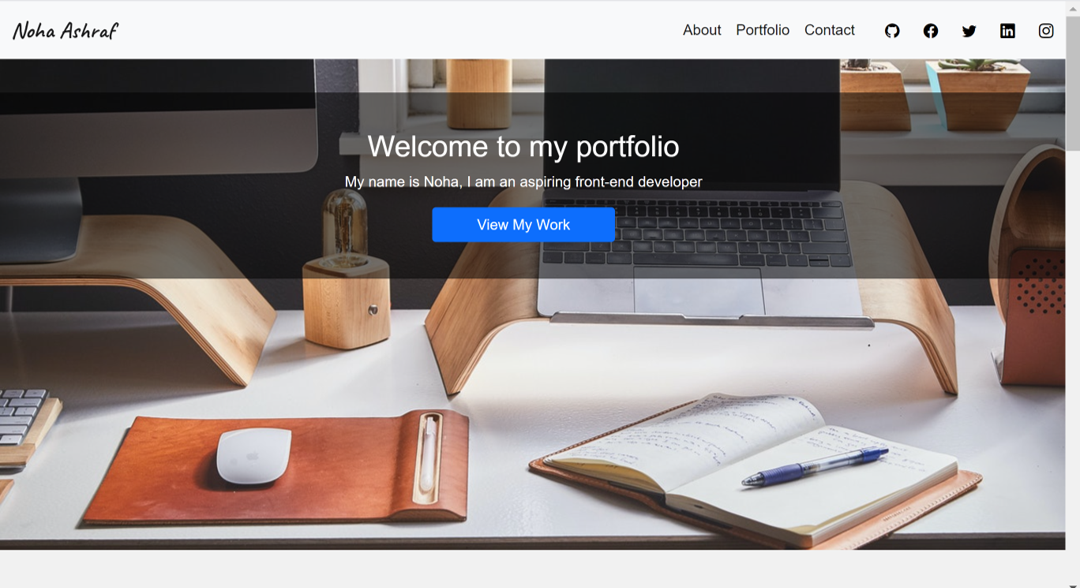 Noha Ashraf
About Portfolio Contact
Welcome to my portfolio
My name is Noha, I am an aspiring front-end developer
View My Work